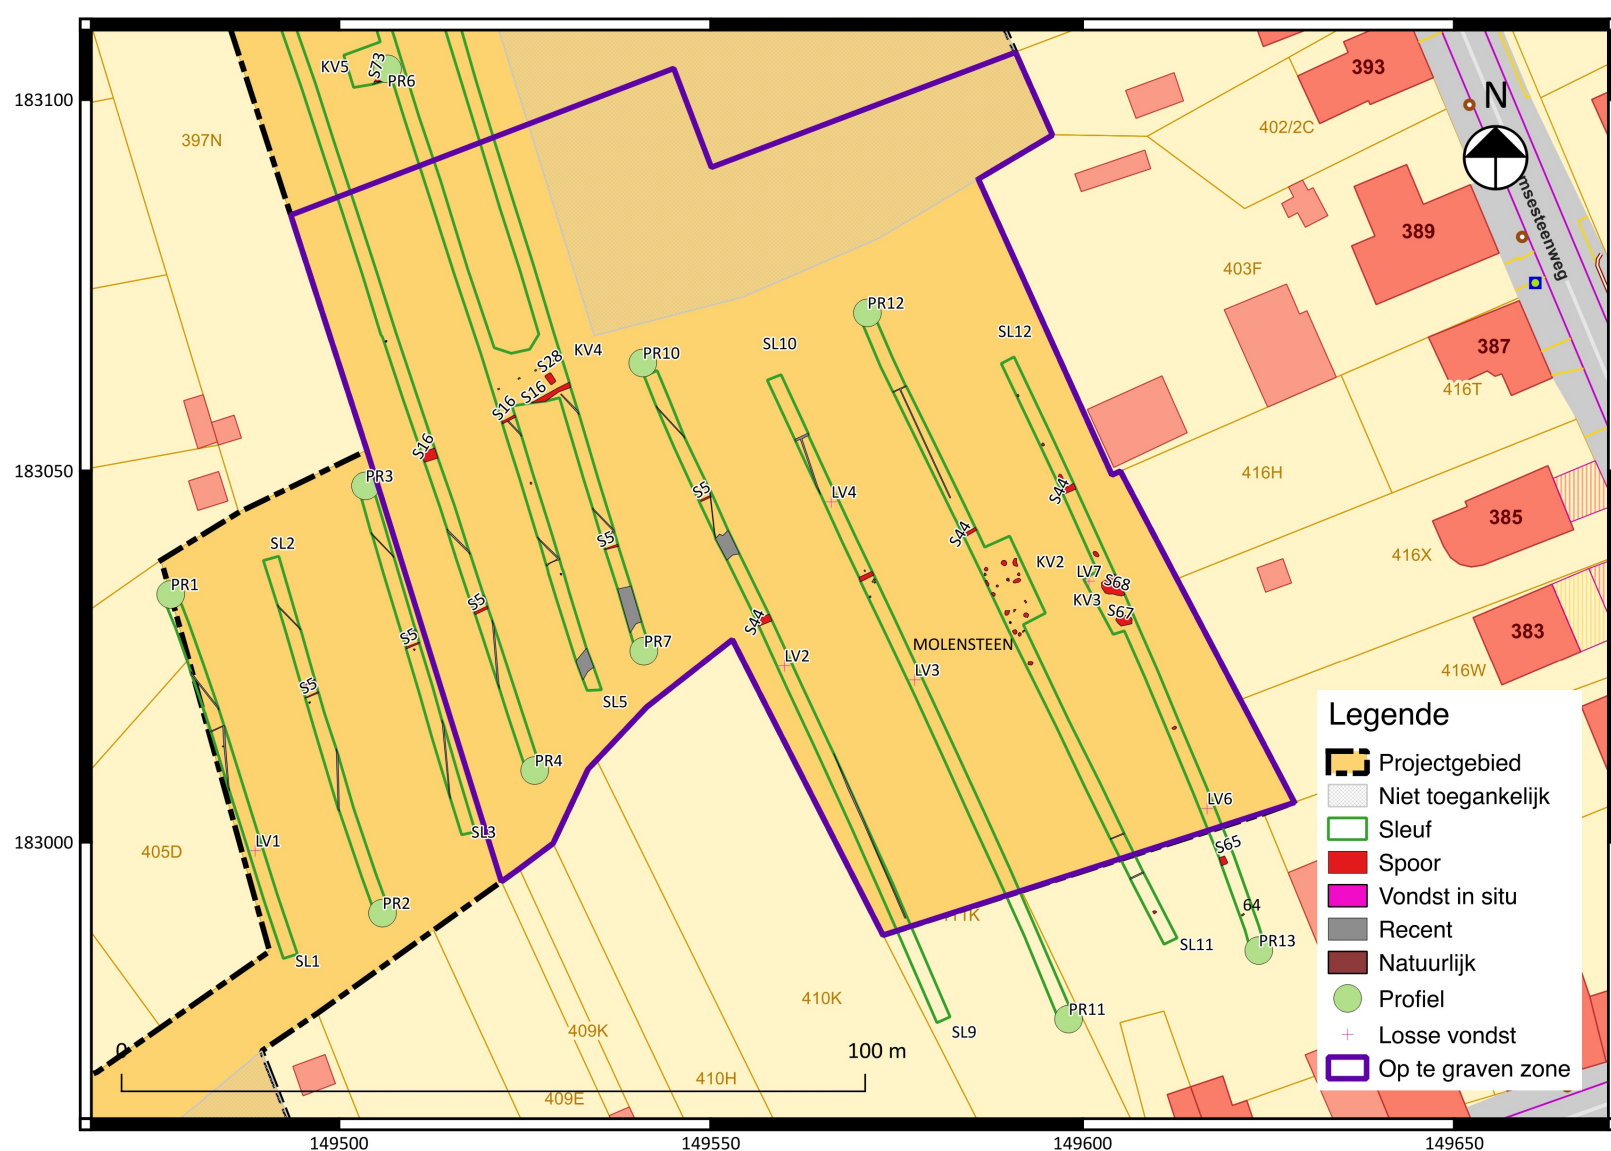 KV5
S73
PR6
183100
397N
393
N
402/2C
389
msesteenweg
403F
PR12
SL12
SL10
KV4
PR10
S28
S16
S16
S16
387
416T
PR3
183050
416H
S5
LV4
S44
S44
385
SL2
S5
KV2
416X
PR1
LV7
S68
KV3
S67
S5
S44
383
S5
PR7
MOLENSTEEN
LV2
LV3
416W
S5
SL5
PR4
LV6
SL3
183000
405D
LV1
S65
PR2
64
SL11
PR13
SL1
410K
PR11
SL9
409K
0
100 m
410H
409E
Legende
Projectgebied
Niet toegankelijk
Sleuf
Spoor
Vondst in situ
Recent
Natuurlijk
Profiel
Losse vondst
Op te graven zone
149500
149550
149600
149650